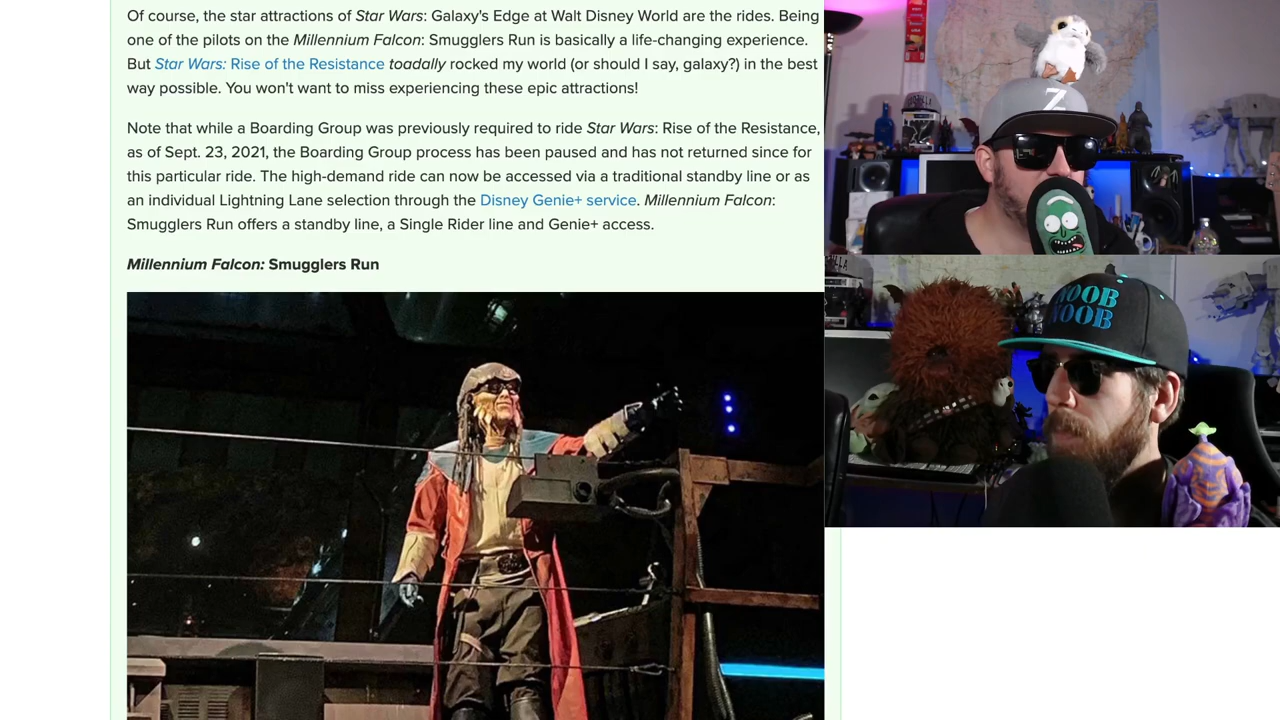 Of course, the star attractions of Star Wars: Galaxy's Edge at Walt Disney World are the rides. Being
one of the pilots on the Millennium Falcon: Smugglers Run is basically a life-changing experience.
But Star Wars: Rise of the Resistance toadally rocked my world (or should I say, galaxy?) in the best
way possible. You won't want to miss experiencing these epic attractions!
Note that while a Boarding Group was previously required to ride Star Wars: Rise of the Resistance,
as of Sept. 23, 2021, the Boarding Group process has been paused and has not returned since for
this particular ride. The high-demand ride can now be accessed via a traditional standby line or as
an individual Lightning Lane selection through the Disney Genie+ service. Millennium Falcon:
Smugglers Run offers a standby line, a Single Rider line and Genie+ access.
Millennium Falcon: Smugglers Run
Z
NOOB
NOOB